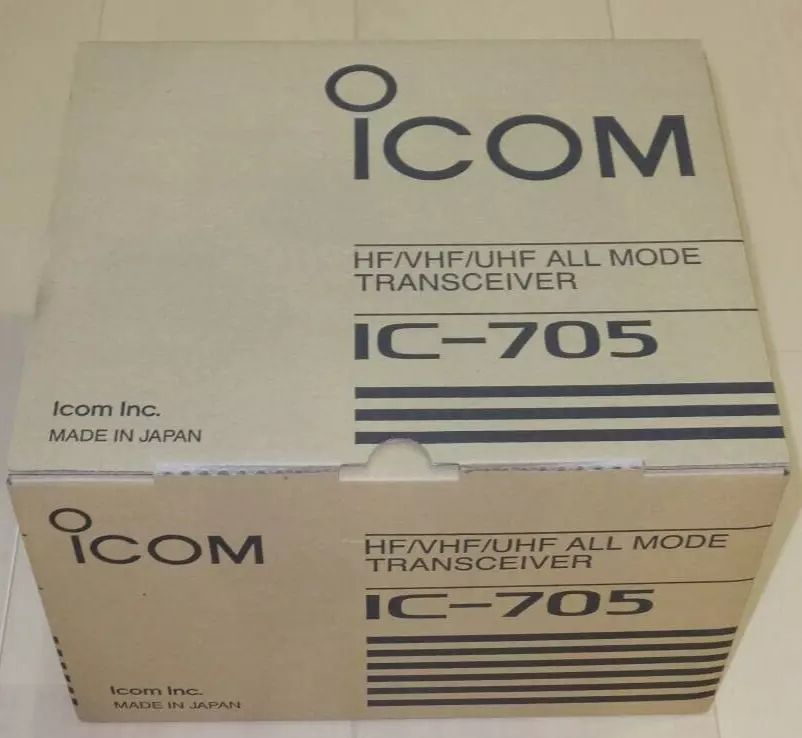 ICOM
HF/VHF/UHF ALL MODE
TRANSCEIVER
IC-705
Icom Inc.
MADE IN JAPAN
ICOM
HF/VHF/UHF ALL MODE
TRANSCEIVER
IC-705
Icom Inc.
MADE IN JAPAN